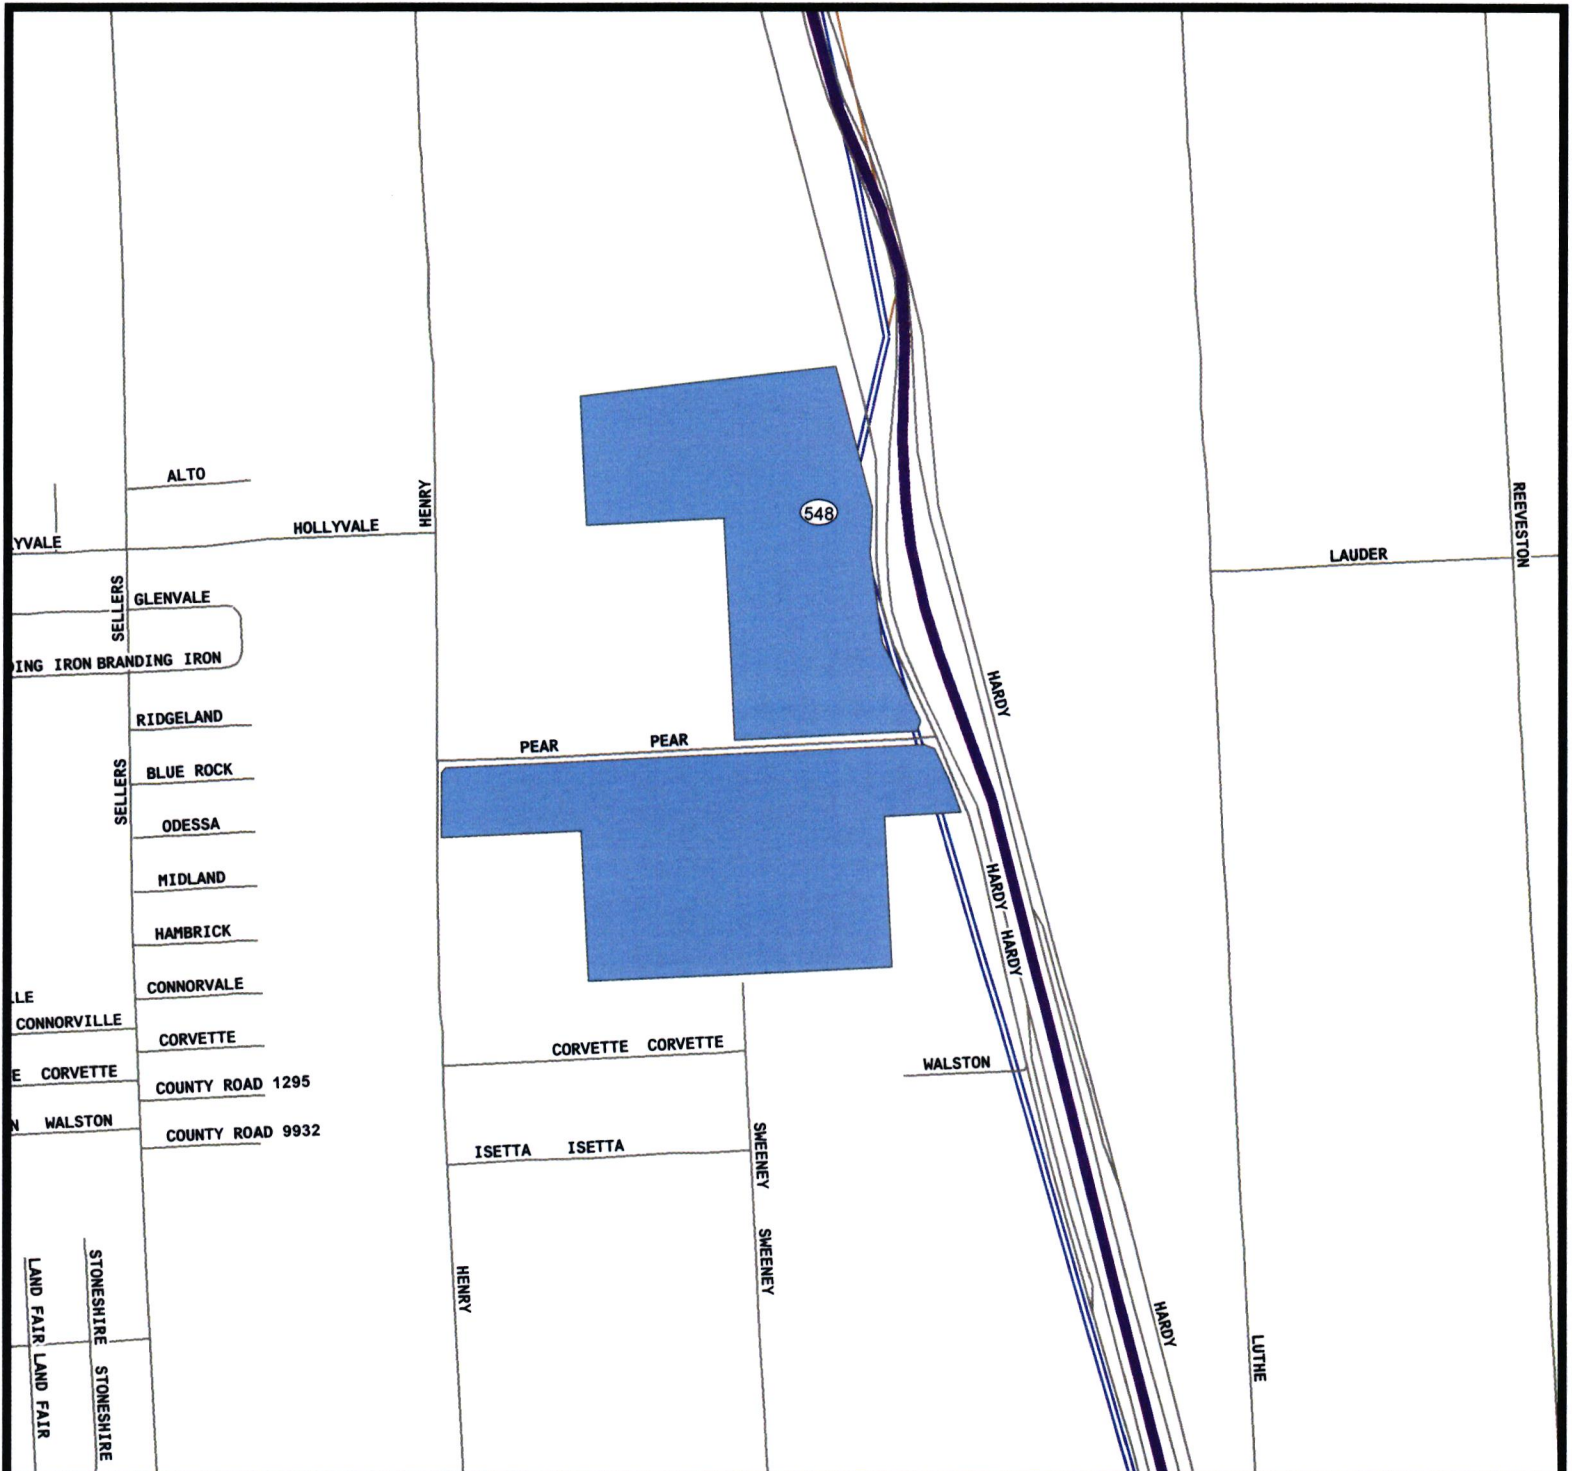 ALTO
HENRY
HOLLYVALE
YVALE
548
REEVESTON
LAUDER
SELLERS
GLENVALE
ING IRON
BRANDING IRON
HARDY
RIDGELAND
PEAR
PEAR
BLUE ROCK
SELLERS
ODESSA
MIDLAND
HARDY
HAMBRICK
HARDY
CONNORVALE
LLE
CONNORVILLE
CORVETTE
CORVETTE CORVETTE
WALSTON
E CORVETTE
COUNTY ROAD 1295
N WALSTON
COUNTY ROAD 9932
ISETTA ISETTA
SWEENEY
SWEENEY
STONESHIRE
LAND FAIR
HENRY
HARDY
LUTHE
LAND FAIR
STONESHIRE